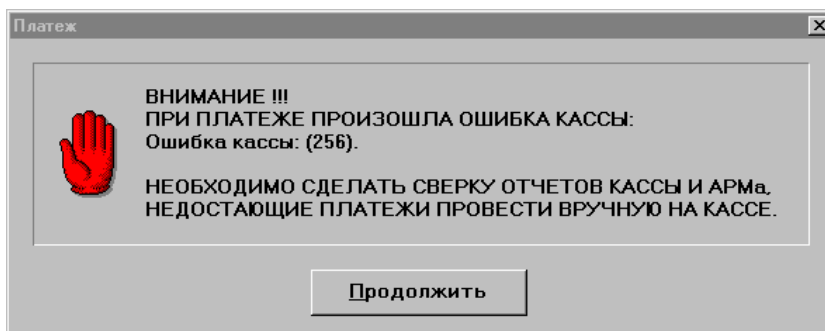 Платеж
ВНИМАНИЕ !!!
ПРИ ПЛАТЕЖЕ ПРОИЗОШЛА ОШИБКА КАССЫ:
Ошибка кассы: (256).
НЕОБХОДИМО СДЕЛАТЬ СВЕРКУ ОТЧЕТОВ КАССЫ И АРМа,
НЕДОСТАЮЩИЕ ПЛАТЕЖИ ПРОВЕСТИ ВРУЧНУЮ НА КАССЕ.
Продолжить